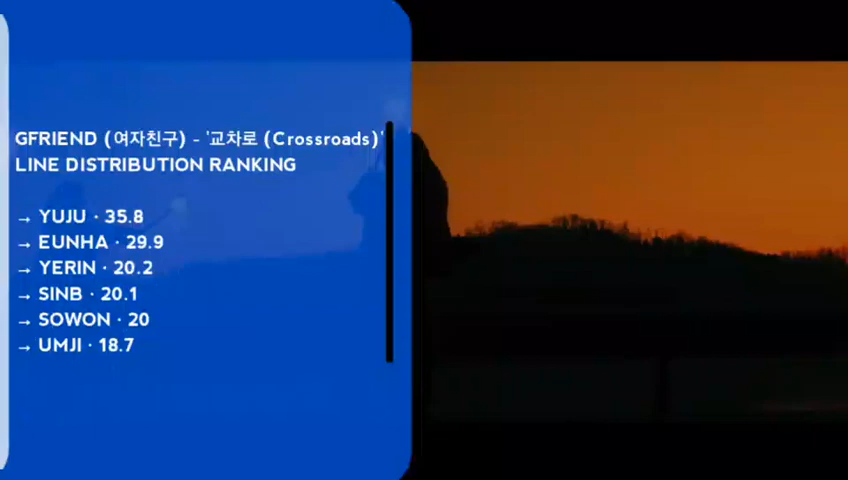 GFRIEND (여자친구) - '교차로 (Crossroads)'
LINE DISTRIBUTION RANKING
→ YUJU · 35.8
→ EUNHA · 29.9
→ YERIN · 20.2
→ SINB · 20.1
→ SOWON · 20
→ UMJI · 18.7